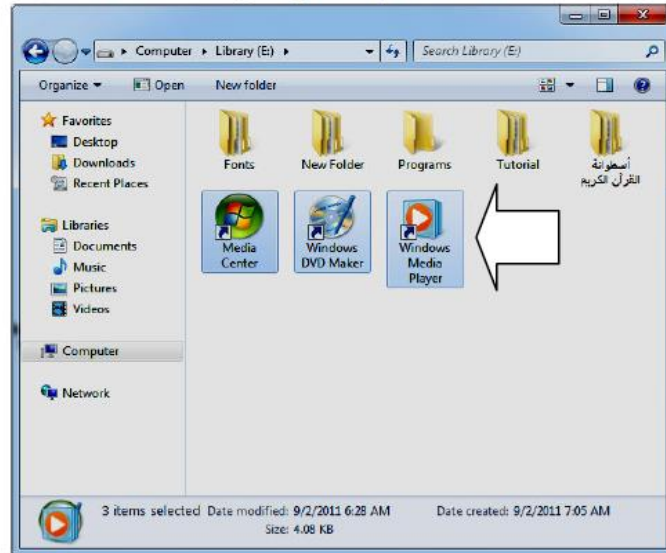 Computer ▸ Library (E:) ▸
Search Library (E:)
Organize Open New folder
Favorites
Desktop
Downloads
Recent Places
Libraries
Documents
Music
Pictures
Videos
Computer
Network
Fonts
New Folder
Programs
Tutorial
أسطوانة
القرآن الكريم
Media
Center
Windows
DVD Maker
Windows
Media
Player
3 items selected Date modified: 9/2/2011 6:28 AM Date created: 9/2/2011 7:05 AM
Size: 4.08 KB